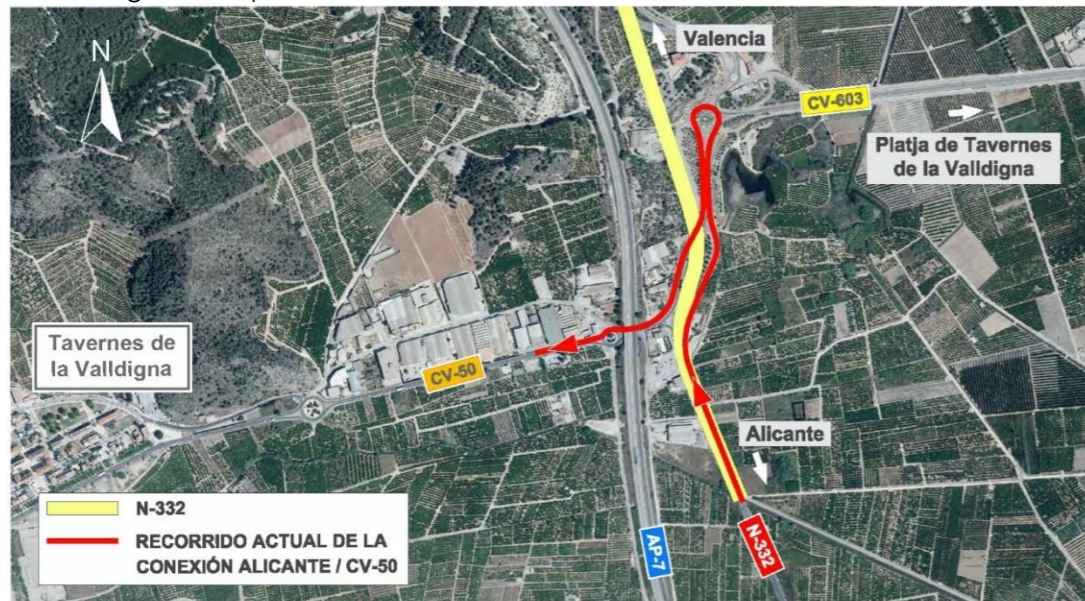 N
Valencia
CV-603
Platja de Tavernes
de la Valldigna
Tavernes de
la Valldigna
CV-50
Alicante
N-332
AP-7
N-332
RECORRIDO ACTUAL DE LA
CONEXIÓN ALICANTE / CV-50